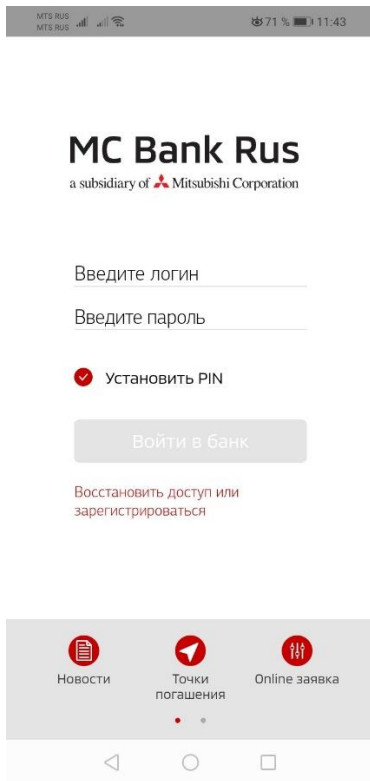 MTS RUS
MTS RUS
71 % 11:43
MC Bank Rus
a subsidiary of Mitsubishi Corporation
Введите логин
Введите пароль
Установить PIN
Войти в банк
Восстановить доступ или
зарегистрироваться
Новости
Точки
погашения
Online заявка